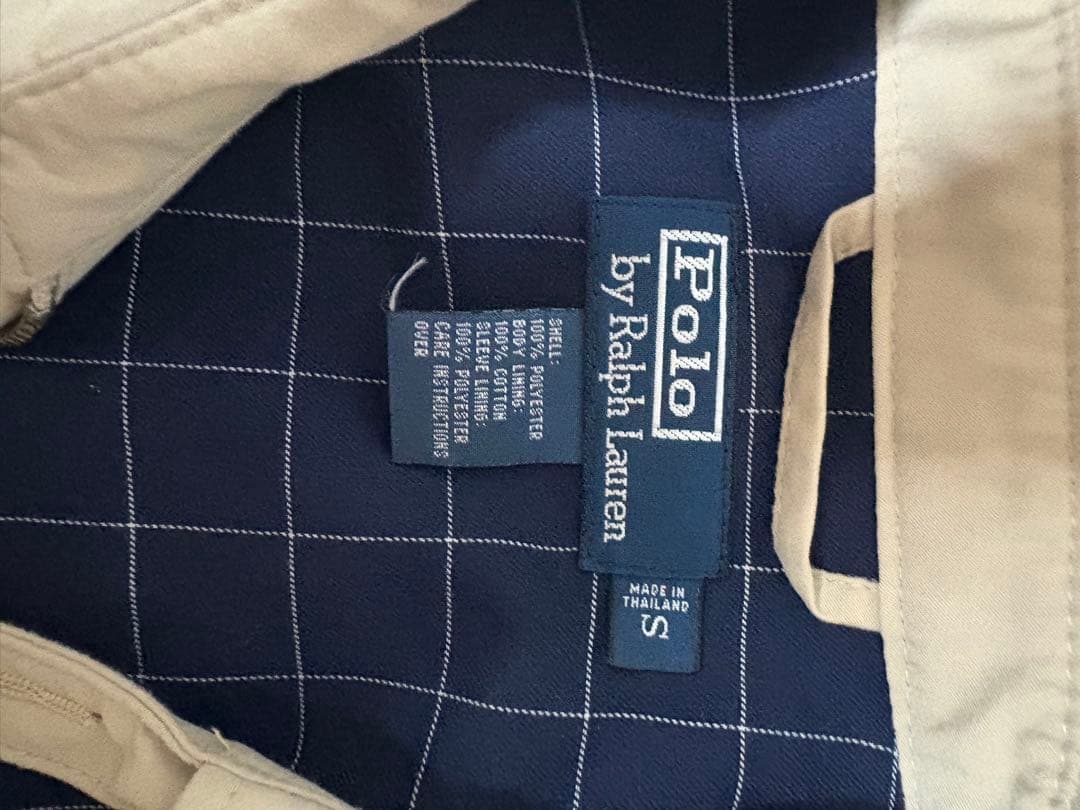 Polo
by Ralph Lauren
MADE IN
THAILAND
S
SHELL:
100% POLYESTER
BODY LINING:
100% COTTON
SLEEVE LINING:
100% POLYESTER
CARE INSTRUCTIONS
OVER